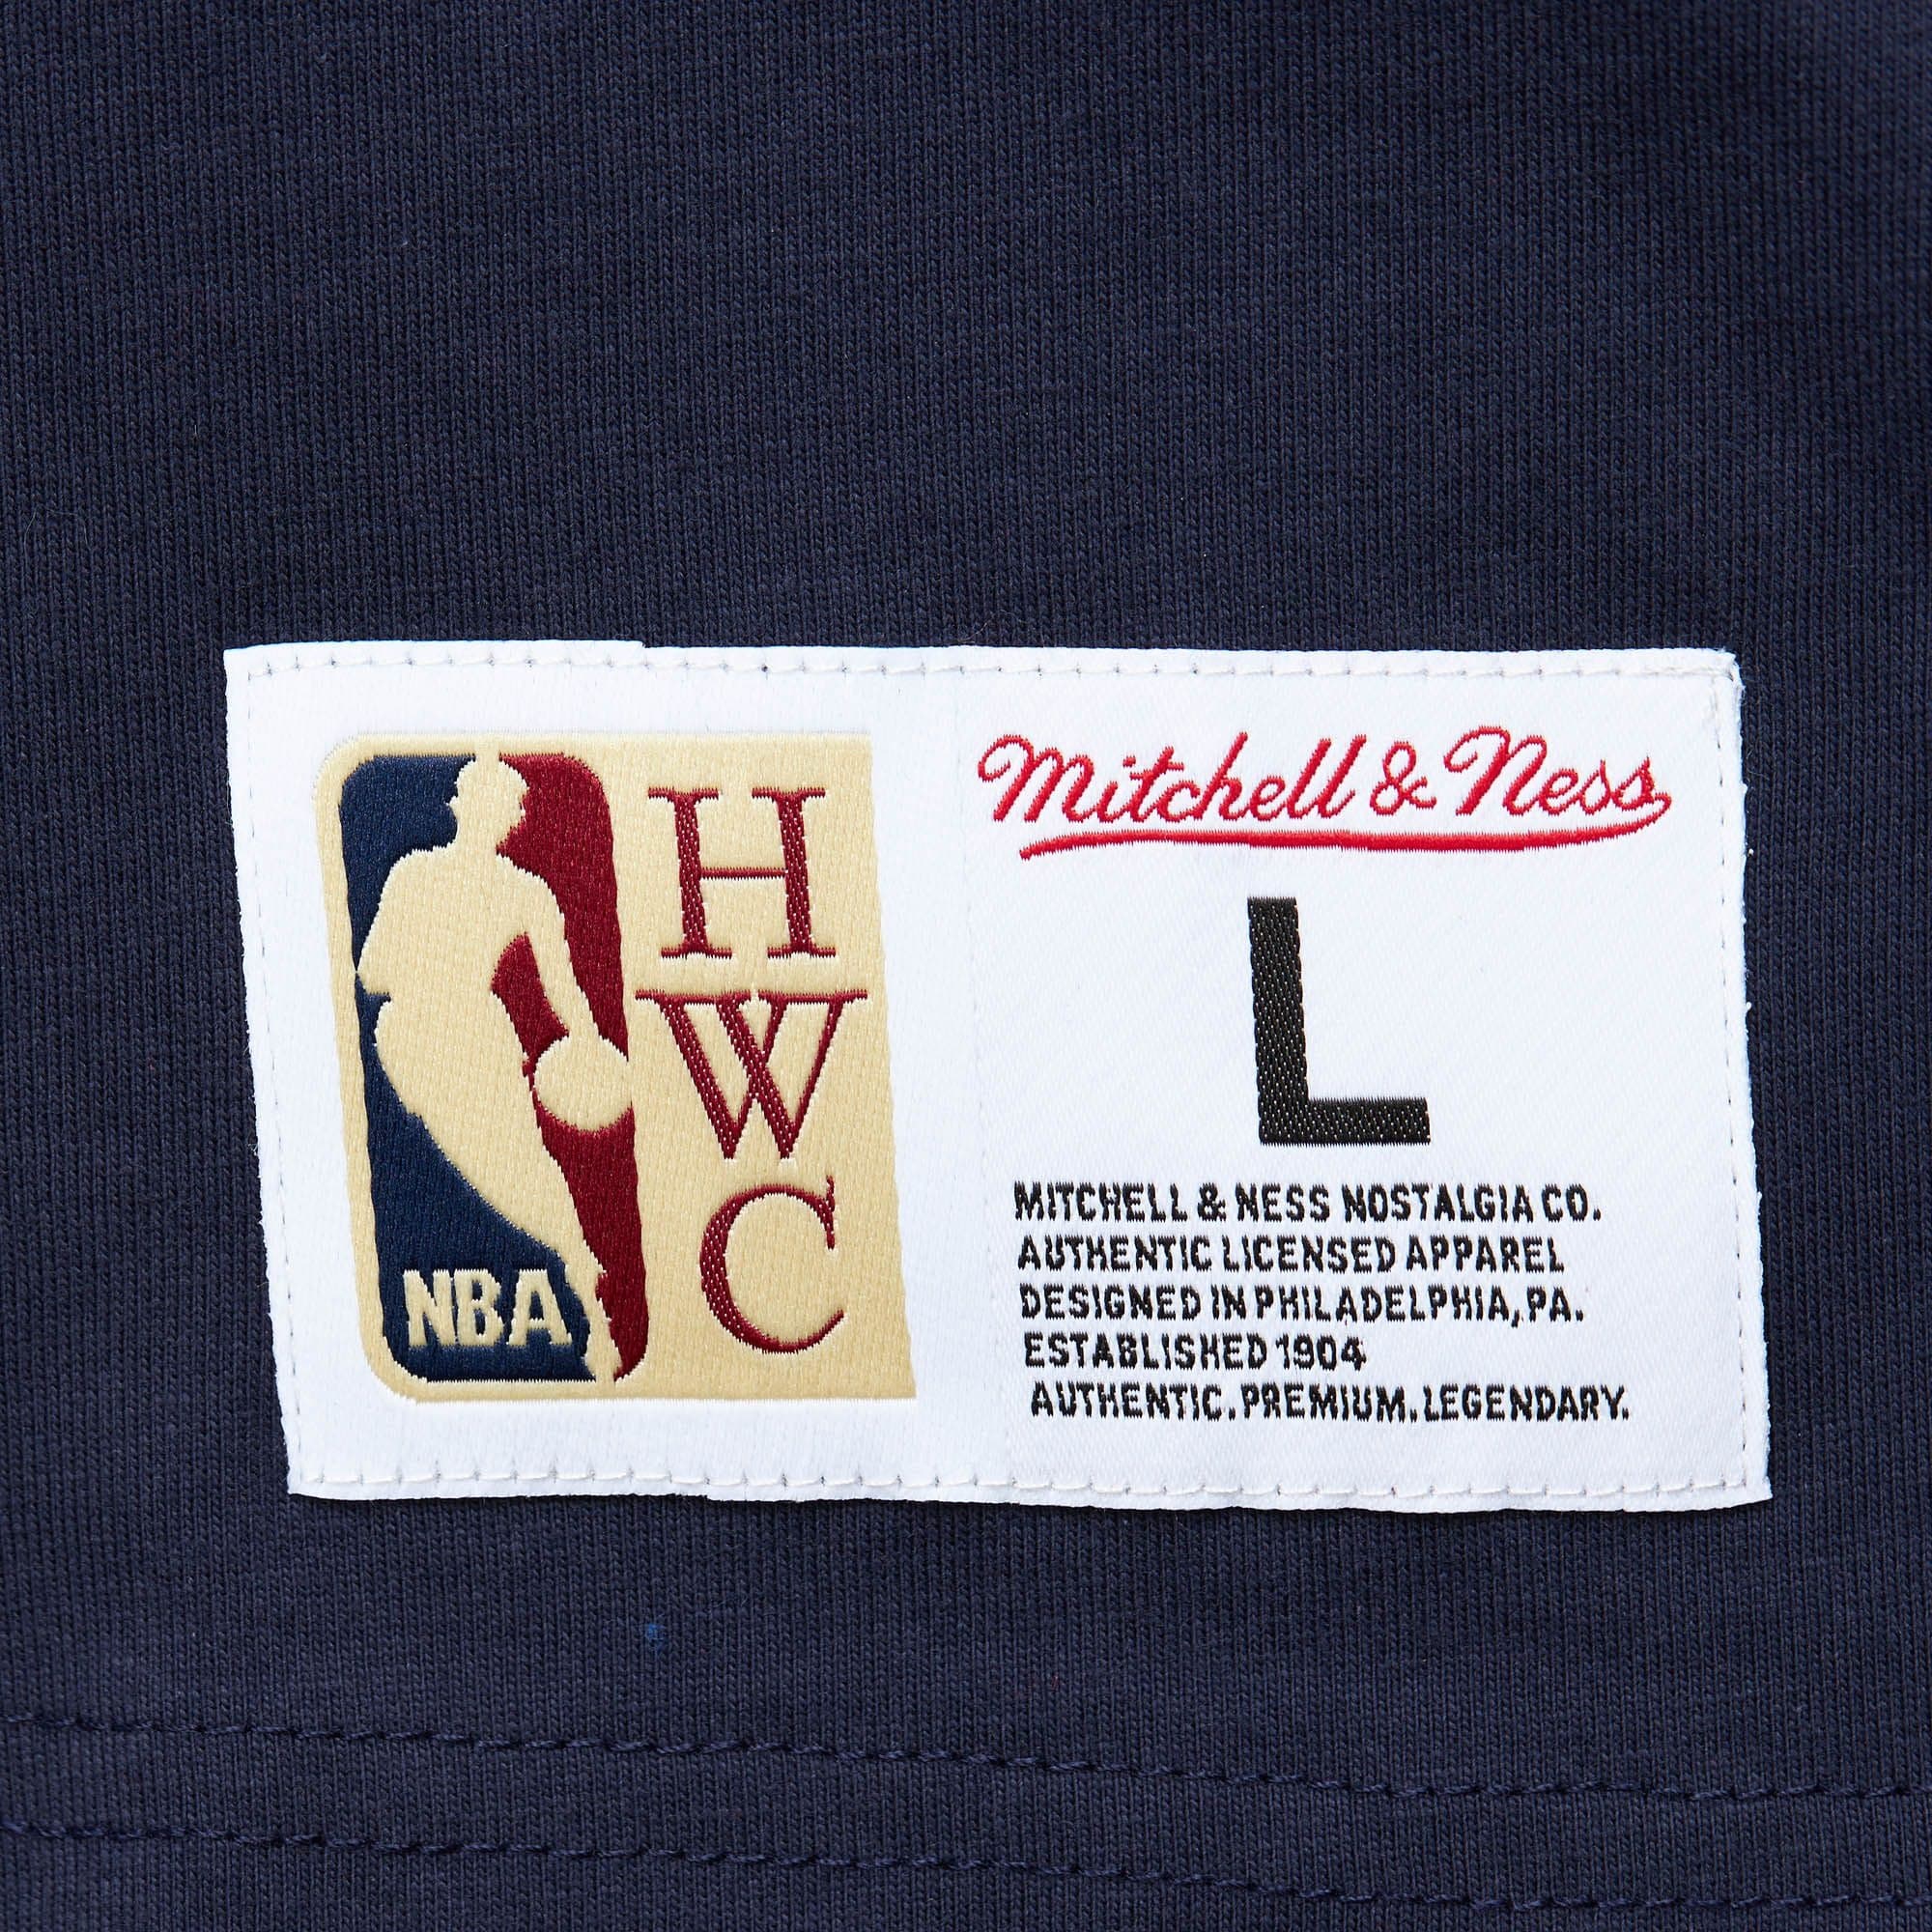 NBA
H
W
C
Mitchell & Ness
L
MITCHELL & NESS NOSTALGIA CO.
AUTHENTIC LICENSED APPAREL
DESIGNED IN PHILADELPHIA, PA.
ESTABLISHED 1904
AUTHENTIC. PREMIUM. LEGENDARY.